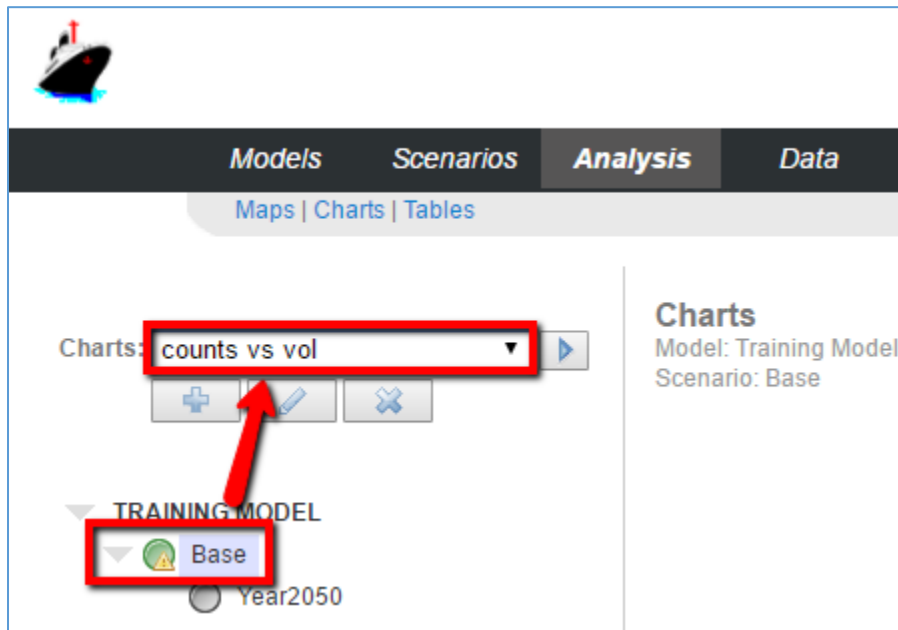 Models Scenarios Analysis Data
Maps | Charts | Tables
Charts: counts vs vol
Charts
Model: Training Model
Scenario: Base
TRAINING MODEL
Base
Year2050